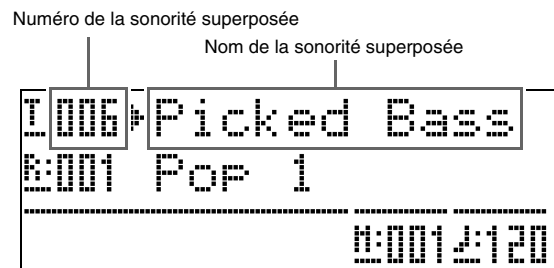 Numéro de la sonorité superposée
Nom de la sonorité superposée
I 006 Picked Bass
R:001 Pop 1
M:001 ♩:120